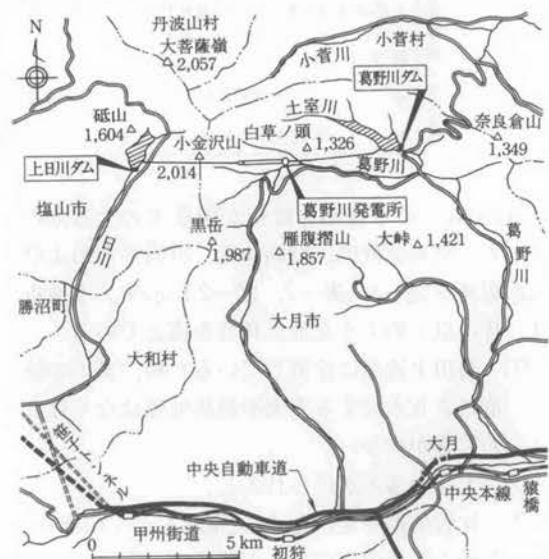 N
丹波山村
大菩薩嶺
2,057
小菅村
小菅川
葛野川ダム
砥山
1,604
土室川
奈良倉山
1,349
小金沢山
2,014
白草ノ頭
1,326
葛野川
上日川ダム
葛野川発電所
塩山市
日川
黒岳
1,987
雁腹摺山
1,857
大峠
1,421
葛野川
勝沼町
大月市
大和村
笹子トンネル
中央自動車道
大月
中央本線
猿橋
甲州街道
初狩
0
5 km